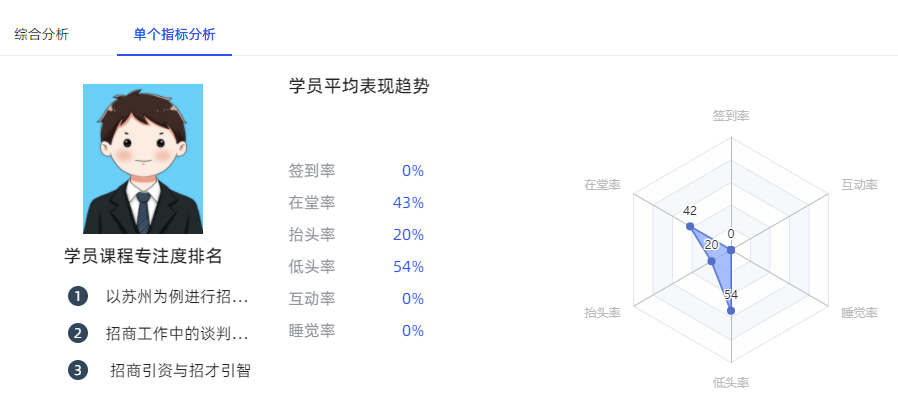 综合分析
单个指标分析
学员平均表现趋势
签到率 0%
在堂率 43%
抬头率 20%
低头率 54%
互动率 0%
睡觉率 0%
学员课程专注度排名
1 以苏州为例进行招...
2 招商工作中的谈判...
3 招商引资与招才引智
签到率
在堂率
互动率
42
0
20
54
抬头率
睡觉率
低头率